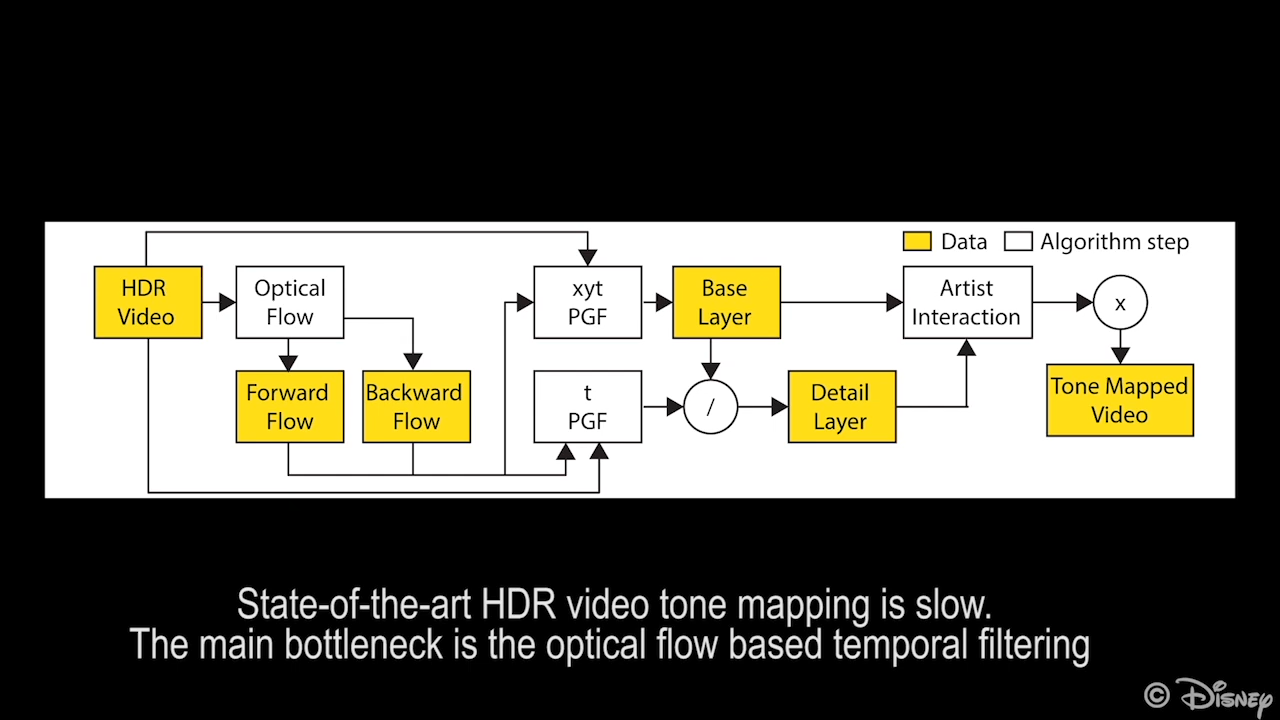 Data
Algorithm step
HDR
Video
Optical
Flow
xyt
PGF
Base
Layer
Artist
Interaction
x
Forward
Flow
Backward
Flow
t
PGF
/
Detail
Layer
Tone Mapped
Video
State-of-the-art HDR video tone mapping is slow.
The main bottleneck is the optical flow based temporal filtering
© Disney